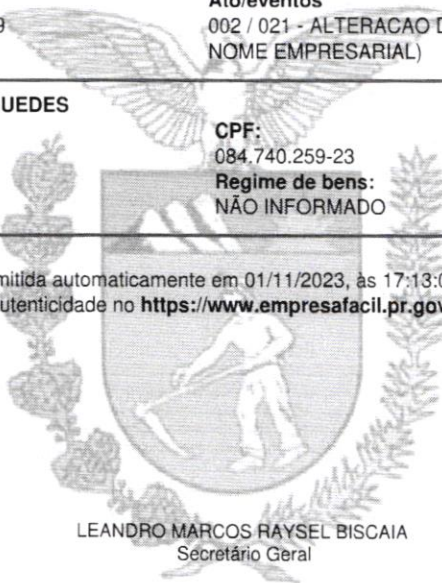 Ato/eventos
9 002 / 021 - ALTERACAO D
NOME EMPRESARIAL)
UEDES
CPF:
084.740.259-23
Regime de bens:
NÃO INFORMADO
mitida automaticamente em 01/11/2023, às 17:13:0
utenticidade no https://www.empresafacil.pr.gov
LEANDRO MARCOS RAYSEL BISCAIA
Secretário Geral